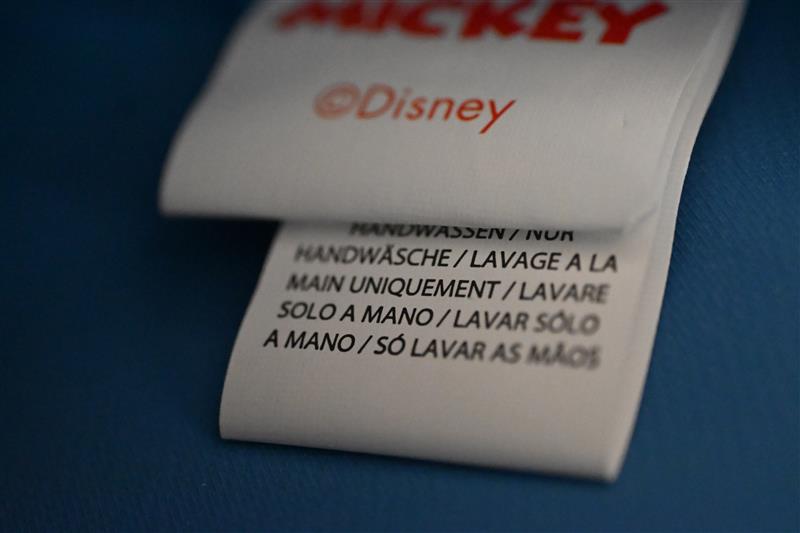 MICKEY
©Disney
HANDWASSEN / NUR
HANDWÄSCHE / LAVAGE A LA
MAIN UNIQUEMENT / LAVARE
SOLO A MANO / LAVAR SÓLO
A MANO / SÓ LAVAR AS MÃOS